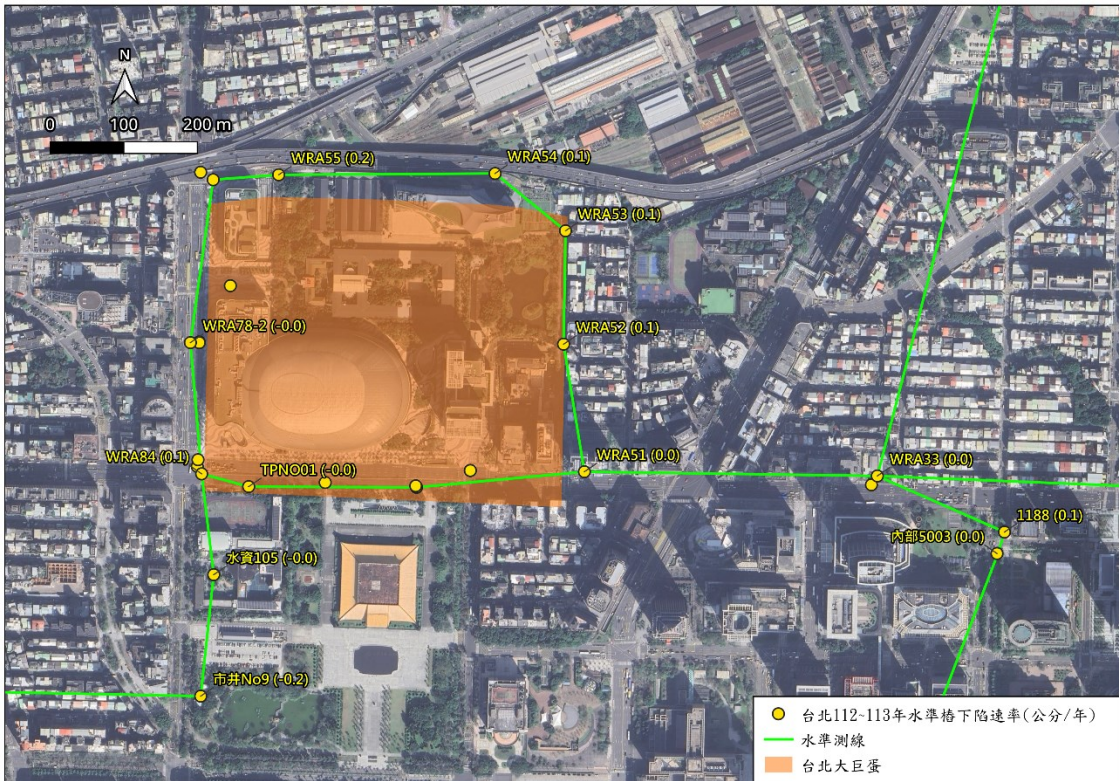 N
0 100 200 m
WRA55 (0.2)
WRA54 (0.1)
WRA53 (0.1)
WRA78-2 (-0.0)
WRA52 (0.1)
WRA84 (0.1)
TPNO01 (-0.0)
WRA51 (0.0)
WRA33 (0.0)
1188 (0.1)
內部5003 (0.0)
水資105 (-0.0)
市井No9 (-0.2)
台北112~113年水準樁下陷速率(公分/年)
水準測線
台北大巨蛋